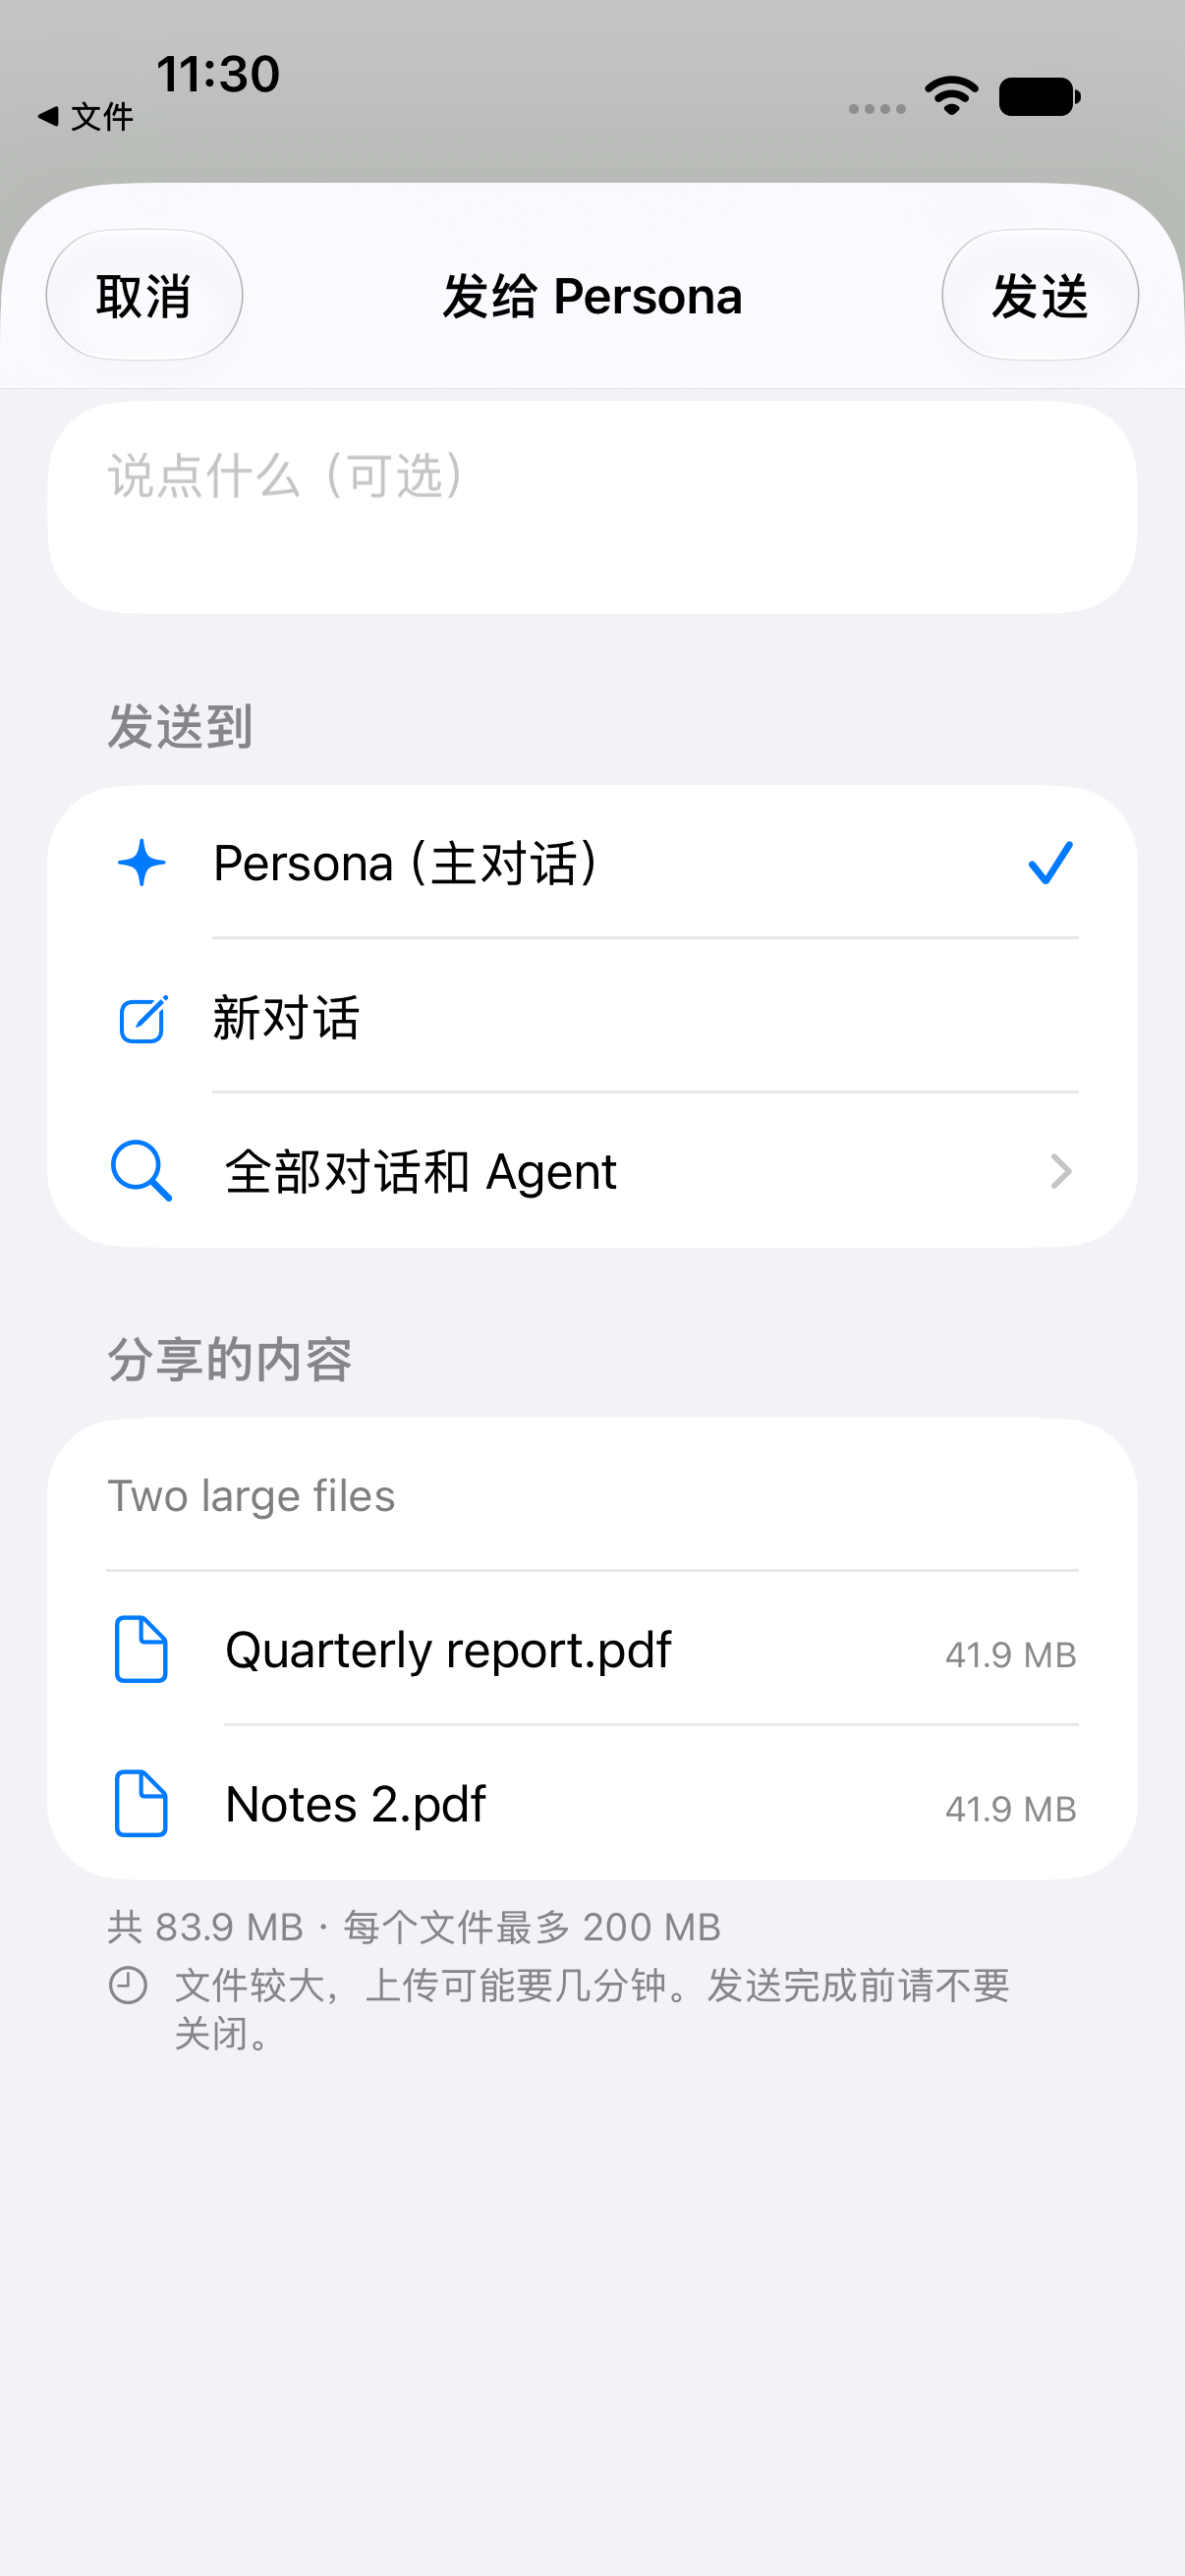 11:30
文件
取消
发给 Persona
发送
说点什么（可选）
发送到
Persona（主对话）
新对话
全部对话和 Agent
分享的内容
Two large files
Quarterly report.pdf
41.9 MB
Notes 2.pdf
41.9 MB
共 83.9 MB · 每个文件最多 200 MB
文件较大，上传可能要几分钟。发送完成前请不要
关闭。